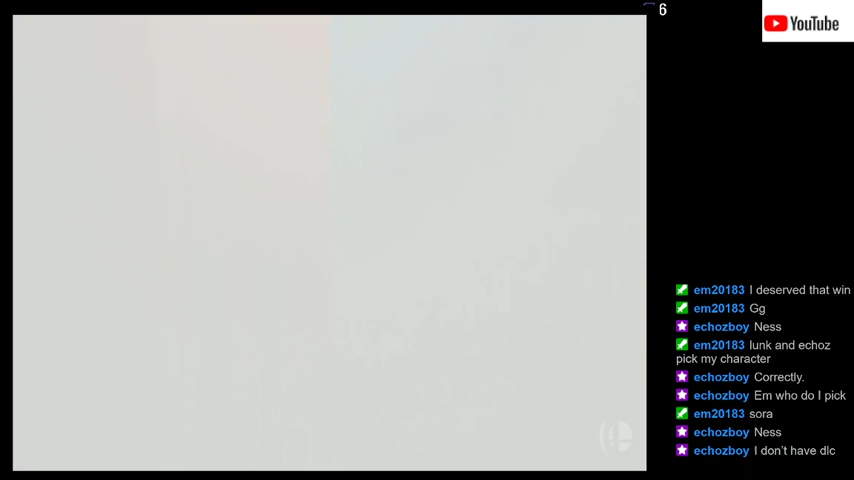 6
YouTube
em20183 I deserved that win
em20183 Gg
echozboy Ness
em20183 lunk and echoz
pick my character
echozboy Correctly.
echozboy Em who do I pick
em20183 sora
echozboy Ness
echozboy I don't have dlc